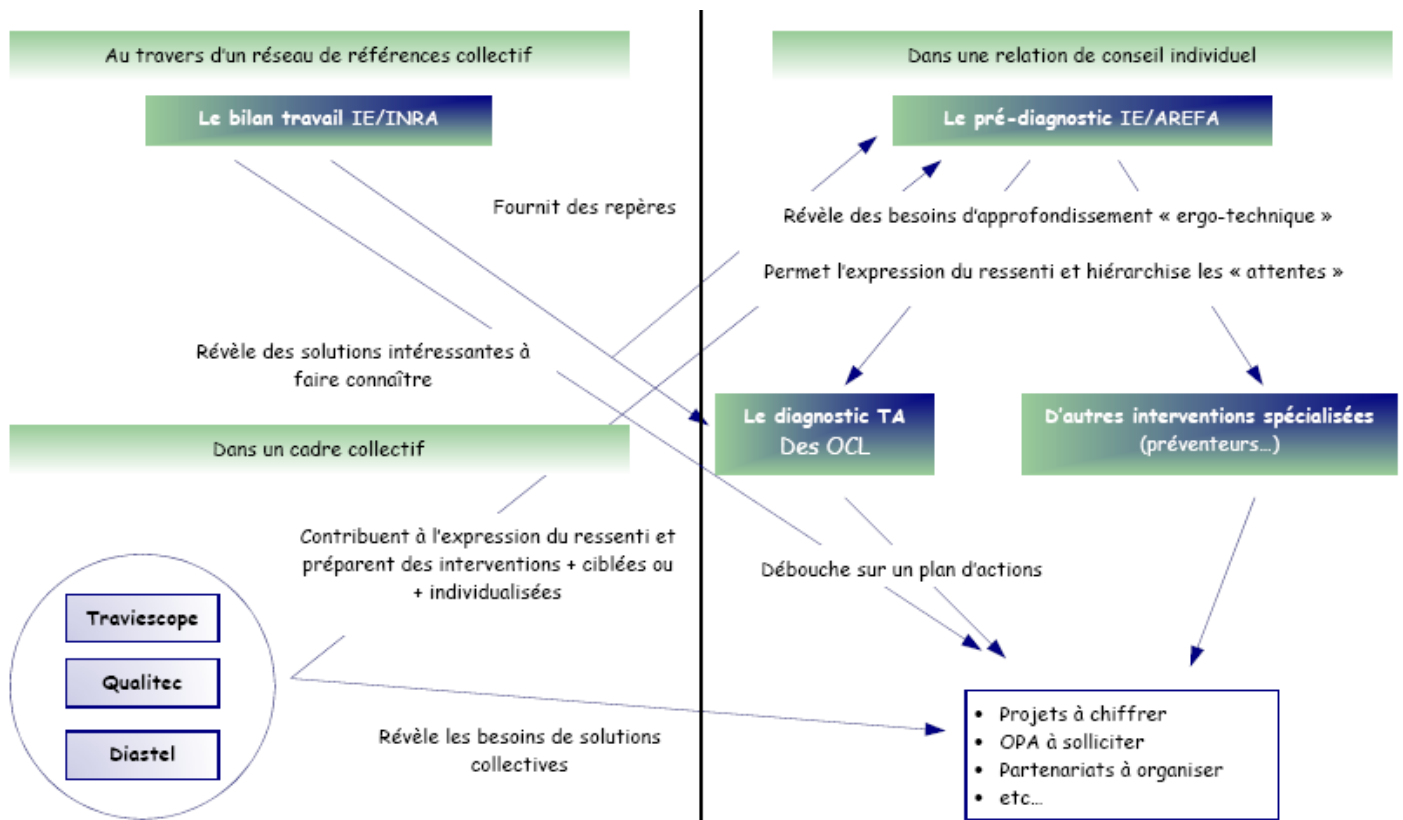 Au travers d'un réseau de références collectif
Dans une relation de conseil individuel
Le bilan travail IE/INRA
Le pré-diagnostic IE/AREFA
Fournit des repères
Révèle des besoins d'approfondissement « ergo-technique »
Permet l'expression du ressenti et hiérarchise les « attentes »
Révèle des solutions intéressantes à
faire connaître
Le diagnostic TA
Des OCL
D'autres interventions spécialisées
(préventeurs…)
Dans un cadre collectif
Contribuent à l'expression du ressenti et
préparent des interventions + ciblées ou
+ individualisées
Débouche sur un plan d'actions
Traviescope
Qualitec
Diastel
Révèle les besoins de solutions
collectives
• Projets à chiffrer
• OPA à solliciter
• Partenariats à organiser
• etc…